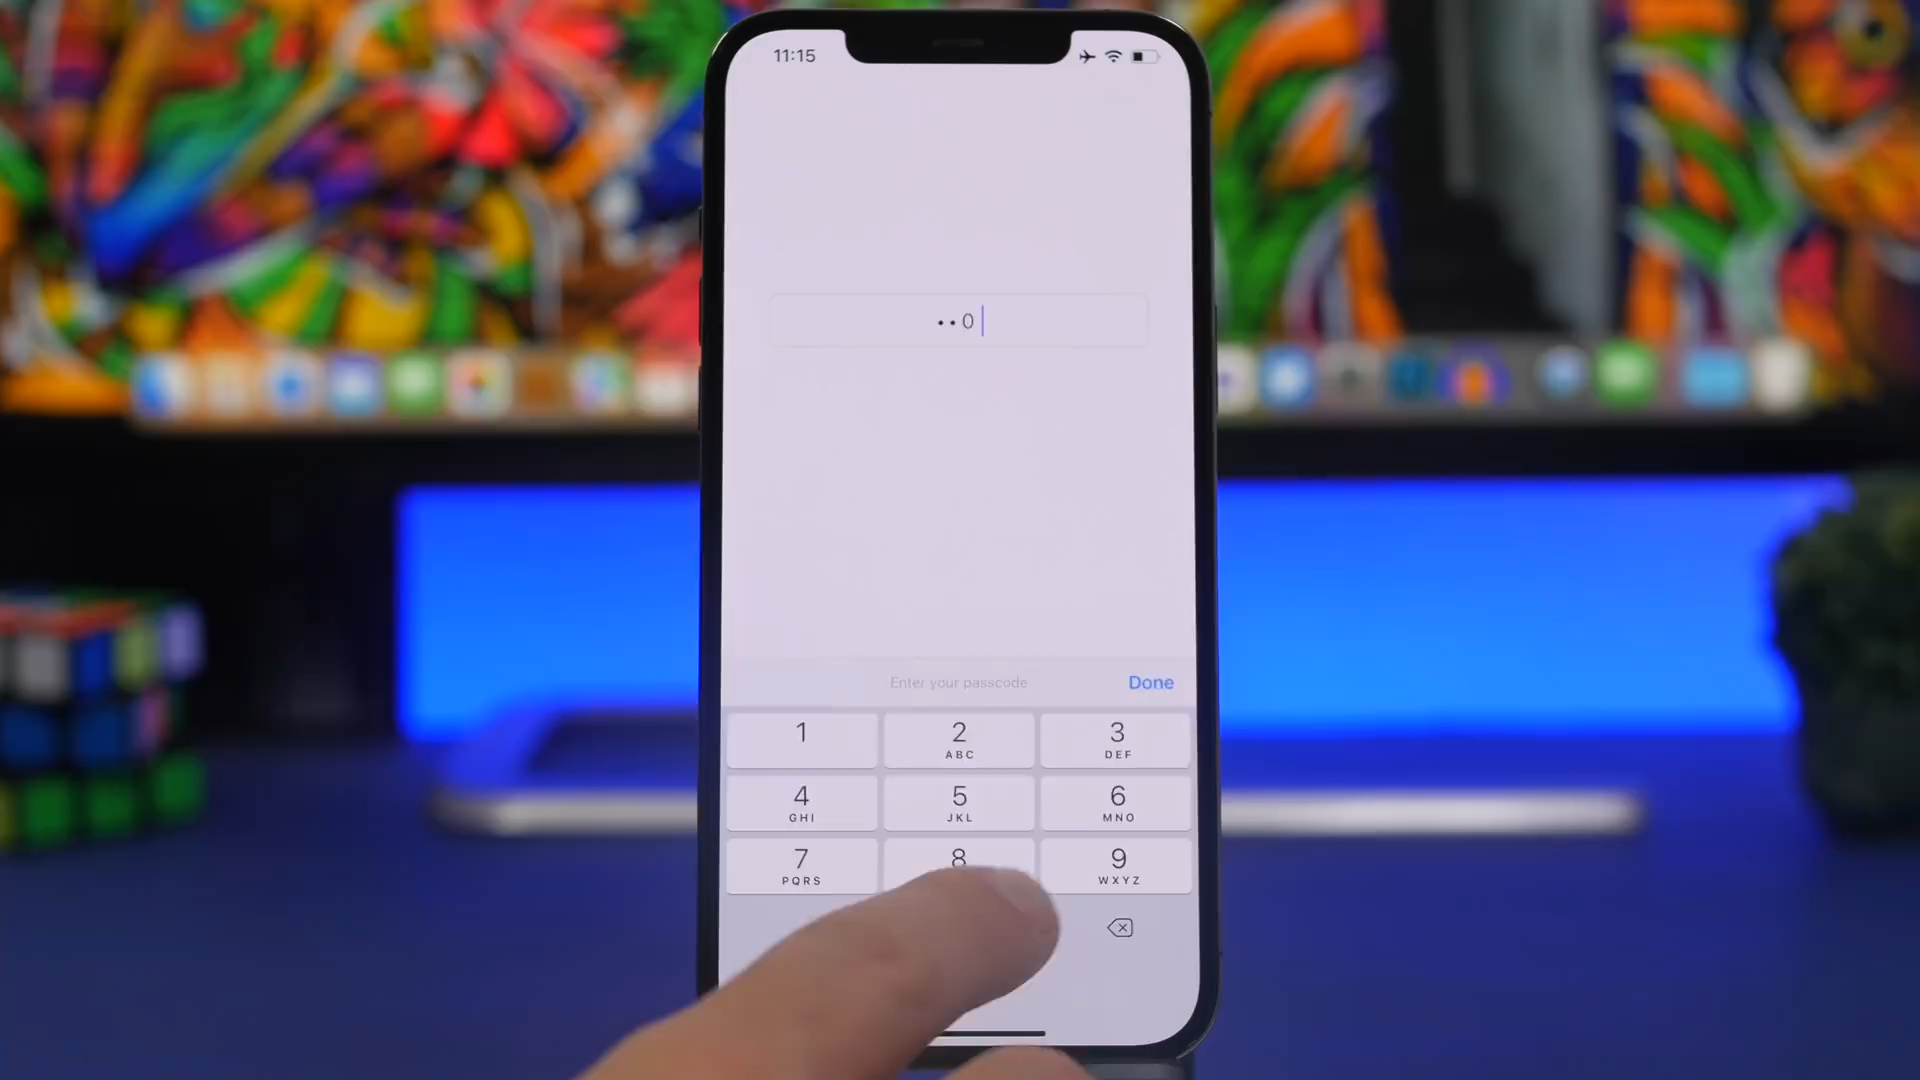 11:15
••0
Enter your passcode Done
1 2 3
ABC DEF
4 5 6
GHI JKL MNO
7 8 9
PQRS WXYZ